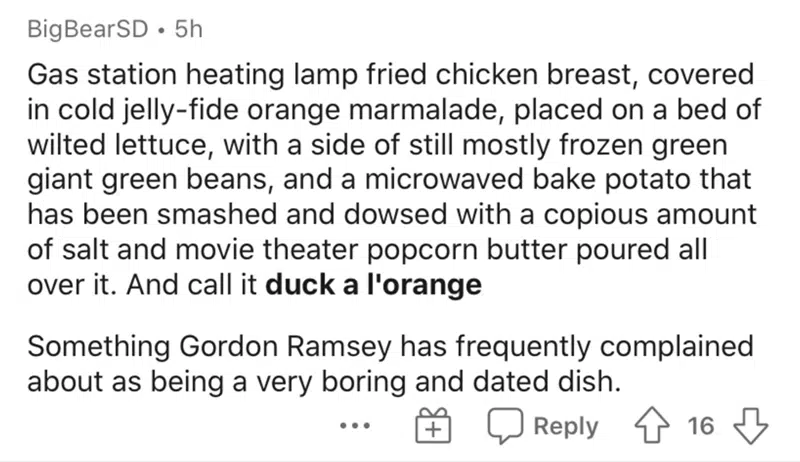 BigBearSD • 5h
Gas station heating lamp fried chicken breast, covered
in cold jelly-fide orange marmalade, placed on a bed of
wilted lettuce, with a side of still mostly frozen green
giant green beans, and a microwaved bake potato that
has been smashed and dowsed with a copious amount
of salt and movie theater popcorn butter poured all
over it. And call it duck a l'orange
Something Gordon Ramsey has frequently complained
about as being a very boring and dated dish.
Reply 16